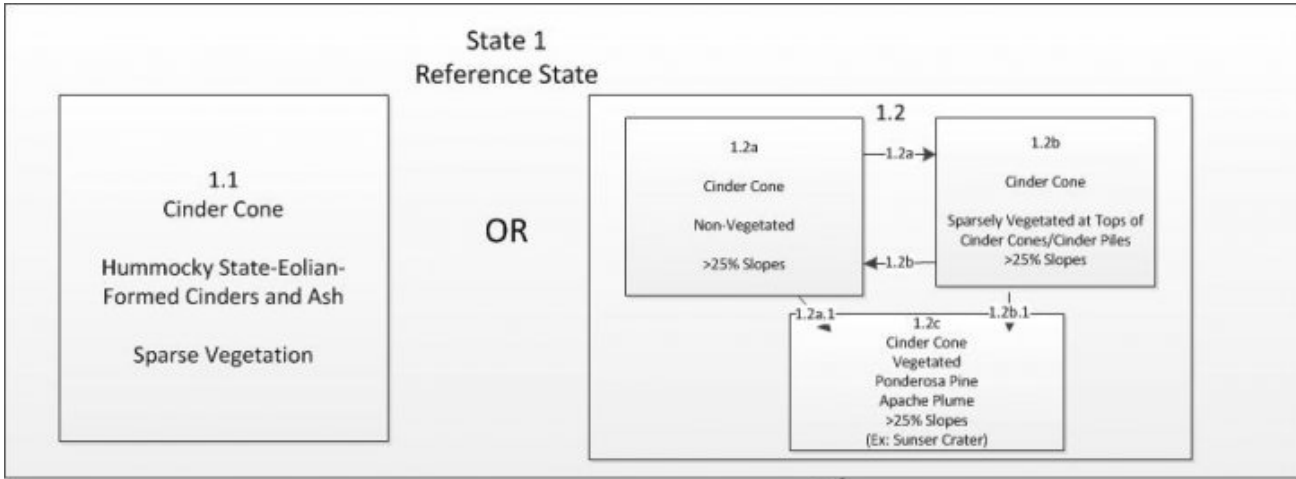 State 1
Reference State
1.1
Cinder Cone
Hummocky State-Eolian-
Formed Cinders and Ash
Sparse Vegetation
OR
1.2
1.2a
Cinder Cone
Non-Vegetated
>25% Slopes
1.2a
1.2b
1.2b
Cinder Cone
Sparsely Vegetated at Tops of
Cinder Cones/Cinder Piles
>25% Slopes
1.2a.1
1.2b.1
1.2c
Cinder Cone
Vegetated
Ponderosa Pine
Apache Plume
>25% Slopes
(Ex: Sunser Crater)